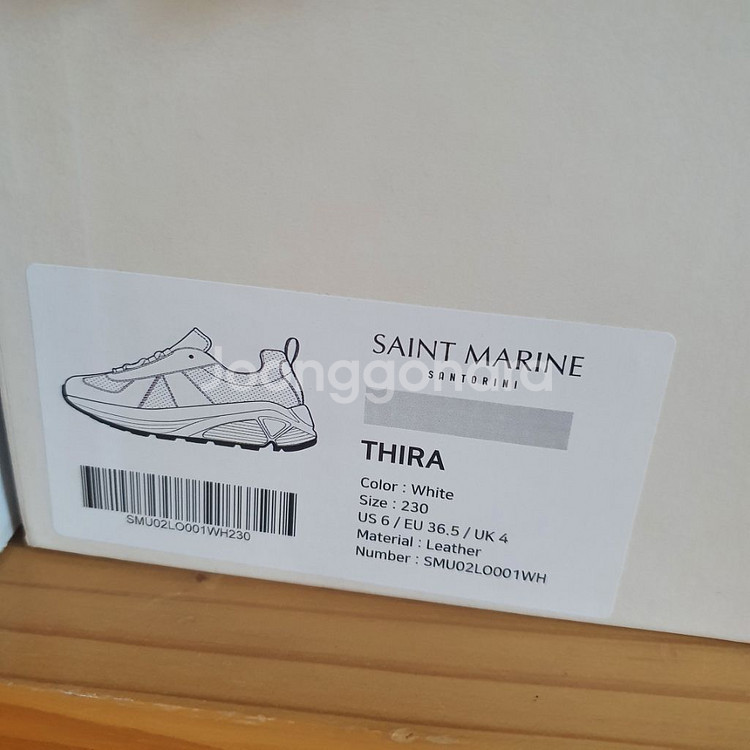 SAINT MARINE
SANTORINI
Joonggonara
THIRA
Color : White
Size : 230
US 6 / EU 36.5 / UK 4
Material : Leather
Number : SMU02LO001WH
SMU02LO001WH230